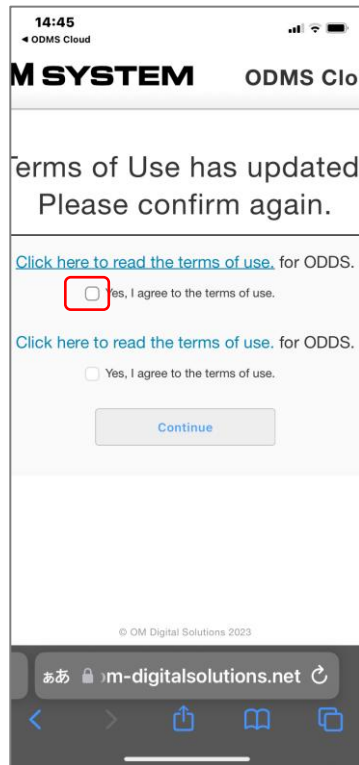 14:45
◀ ODMS Cloud
M SYSTEM ODMS Clo
erms of Use has updated
Please confirm again.
Click here to read the terms of use. for ODDS.
Yes, I agree to the terms of use.
Click here to read the terms of use. for ODDS.
Yes, I agree to the terms of use.
Continue
© OM Digital Solutions 2023
ああ m-digitalsolutions.net